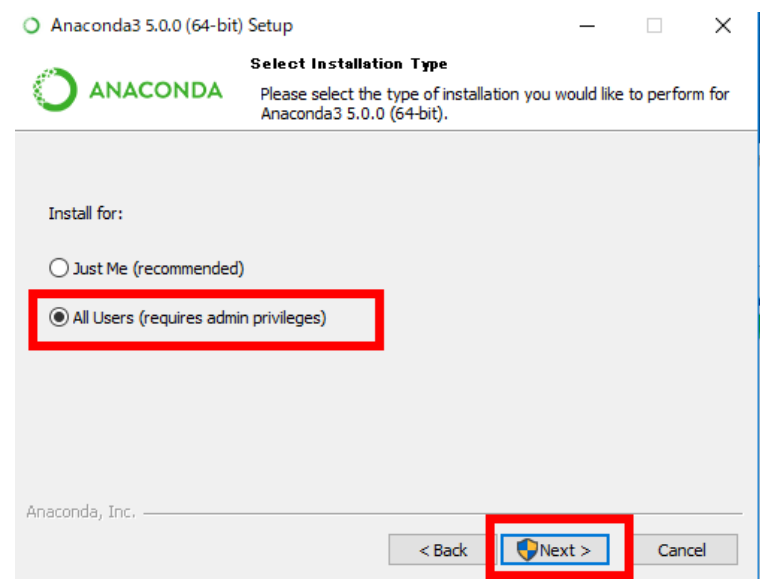 Anaconda3 5.0.0 (64-bit) Setup
ANACONDA
Select Installation Type
Please select the type of installation you would like to perform for
Anaconda3 5.0.0 (64-bit).
Install for:
Just Me (recommended)
All Users (requires admin privileges)
Anaconda, Inc.
< Back
Next >
Cancel